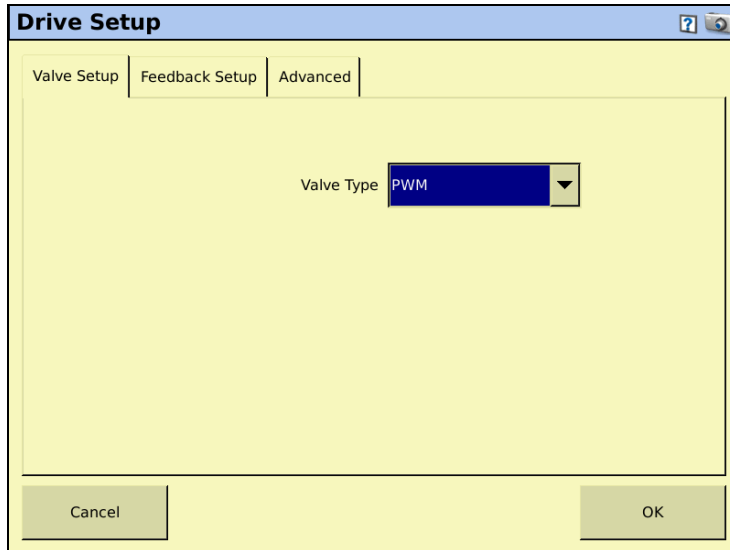 Drive Setup
?
Valve Setup Feedback Setup Advanced
Valve Type PWM
Cancel OK